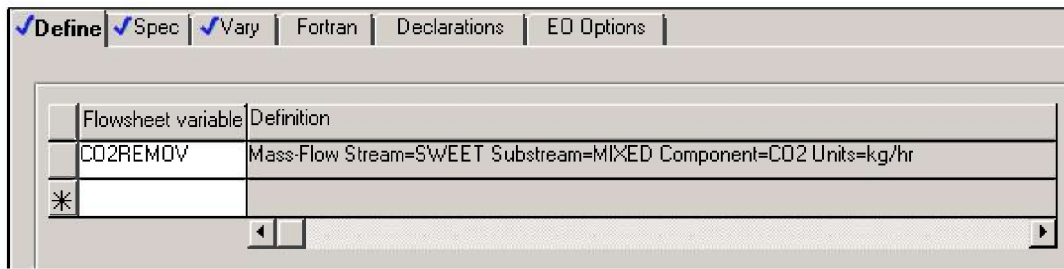 Define Spec Vary Fortran Declarations EO Options
Flowsheet variable Definition
CO2REMOV Mass-Flow Stream=SWEET Substream=MIXED Component=CO2 Units=kg/hr